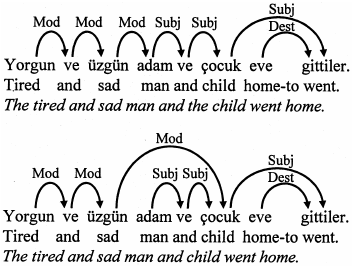 Subj
Mod Mod Mod Subj Subj Dest
Yorgun ve üzgün adam ve çocuk eve gittiler.
Tired and sad man and child home-to went.
The tired and sad man and the child went home.
Mod
Subj
Mod Mod Subj Subj Dest
Yorgun ve üzgün adam ve çocuk eve gittiler.
Tired and sad man and child home-to went.
The tired and sad man and child went home.